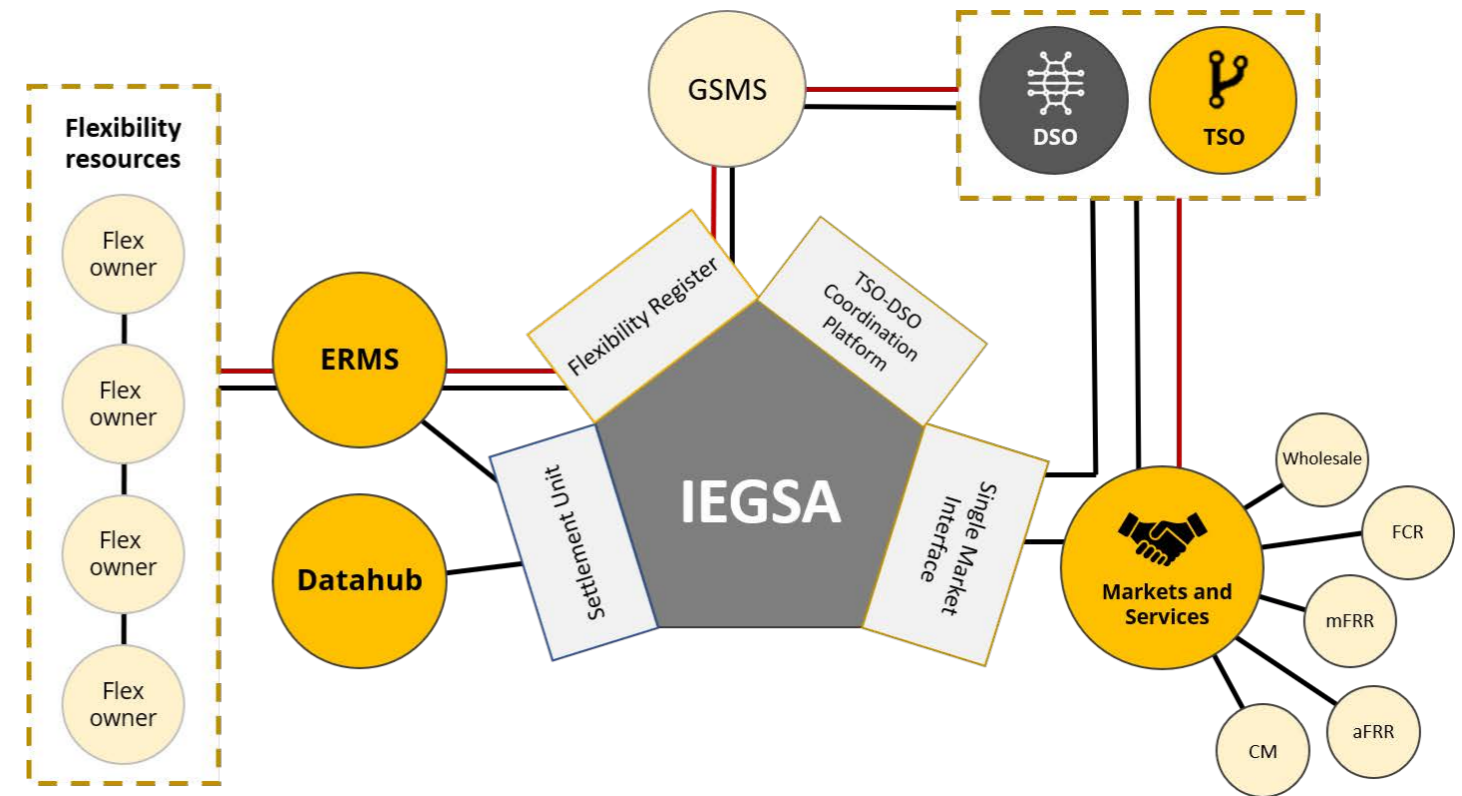 Flexibility
resources
Flex
owner
Flex
owner
Flex
owner
Flex
owner
ERMS
Datahub
GSMS
DSO
TSO
Flexibility Register
TSO-DSO
Coordination
Platform
Settlement Unit
IEGSA
Single Market
Interface
Markets and
Services
Wholesale
FCR
mFRR
aFRR
CM